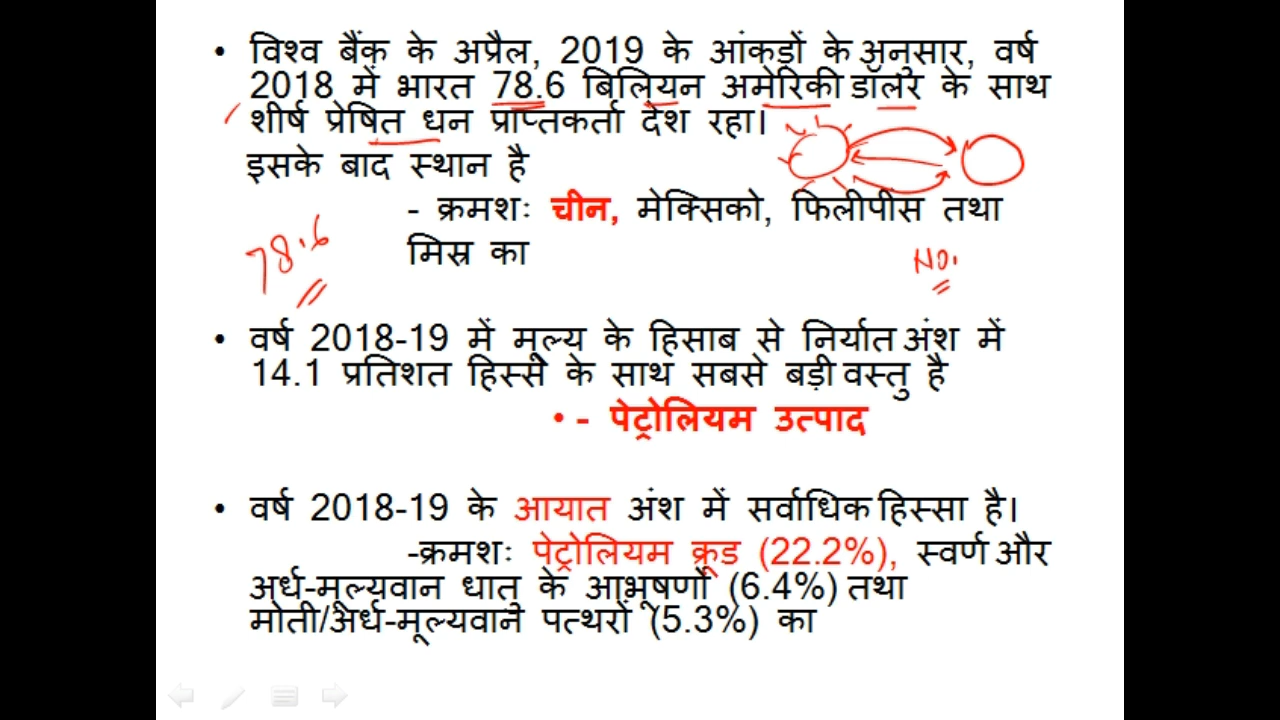 • विश्व बैंक के अप्रैल, 2019 के आंकड़ों के अनुसार, वर्ष
2018 में भारत 78.6 बिलियन अमेरिकी डॉलर के साथ
शीर्ष प्रेषित धन प्राप्तकर्ता देश रहा।
इसके बाद स्थान है
- क्रमशः चीन, मेक्सिको, फिलीपींस तथा
मिस्र का
78.6
No.
• वर्ष 2018-19 में मूल्य के हिसाब से निर्यात अंश में
14.1 प्रतिशत हिस्से के साथ सबसे बड़ी वस्तु है
• - पेट्रोलियम उत्पाद
• वर्ष 2018-19 के आयात अंश में सर्वाधिक हिस्सा है।
-क्रमशः पेट्रोलियम क्रूड (22.2%), स्वर्ण और
अर्ध-मूल्यवान धातु के आभूषणों (6.4%) तथा
मोती/अर्ध-मूल्यवान पत्थरों (5.3%) का